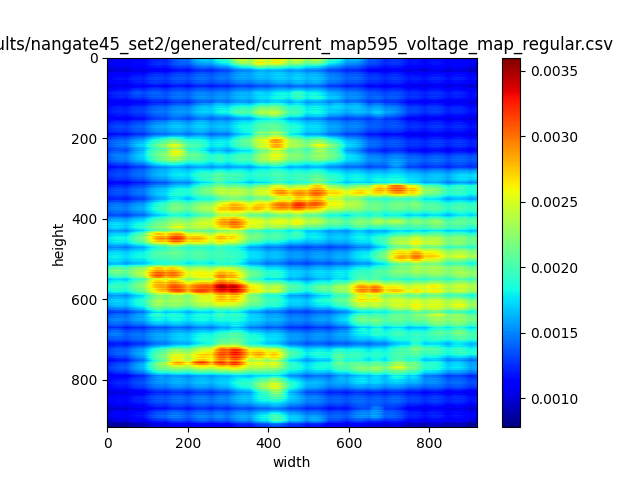 ults/nangate45_set2/generated/current_map595_voltage_map_regular.csv
0
200
400
600
800
height
0 200 400 600 800
width
0.0035
0.0030
0.0025
0.0020
0.0015
0.0010